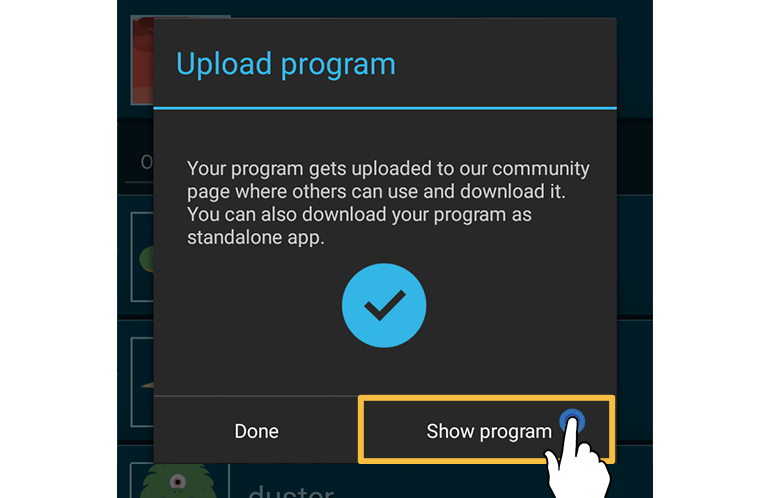 Upload program
0
Your program gets uploaded to our community
page where others can use and download it.
You can also download your program as
standalone app.
Done
Show program
duster